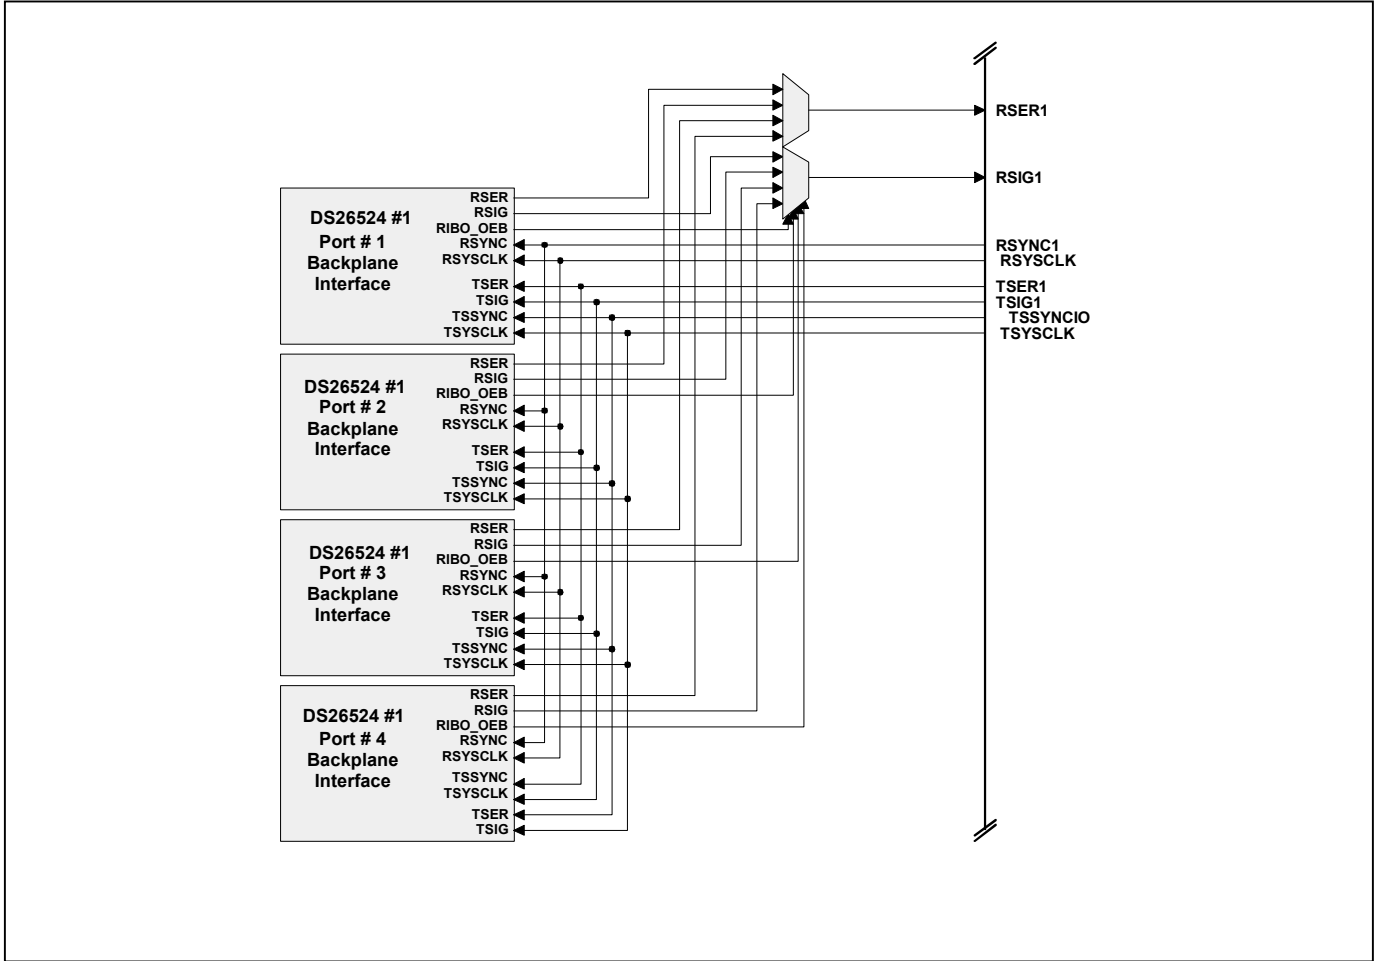 RSER1
RSIG1
DS26524 #1
Port # 1
Backplane
Interface
RSER
RSIG
RIBO_OEB
RSYNC
RSYSCLK
TSER
TSIG
TSSYNC
TSYSCLK
RSYNC1
RSYSCLK
TSER1
TSIG1
TSSYNCIO
TSYSCLK
DS26524 #1
Port # 2
Backplane
Interface
RSER
RSIG
RIBO_OEB
RSYNC
RSYSCLK
TSER
TSIG
TSSYNC
TSYSCLK
DS26524 #1
Port # 3
Backplane
Interface
RSER
RSIG
RIBO_OEB
RSYNC
RSYSCLK
TSER
TSIG
TSSYNC
TSYSCLK
DS26524 #1
Port # 4
Backplane
Interface
RSER
RSIG
RIBO_OEB
RSYNC
RSYSCLK
TSSYNC
TSYSCLK
TSER
TSIG